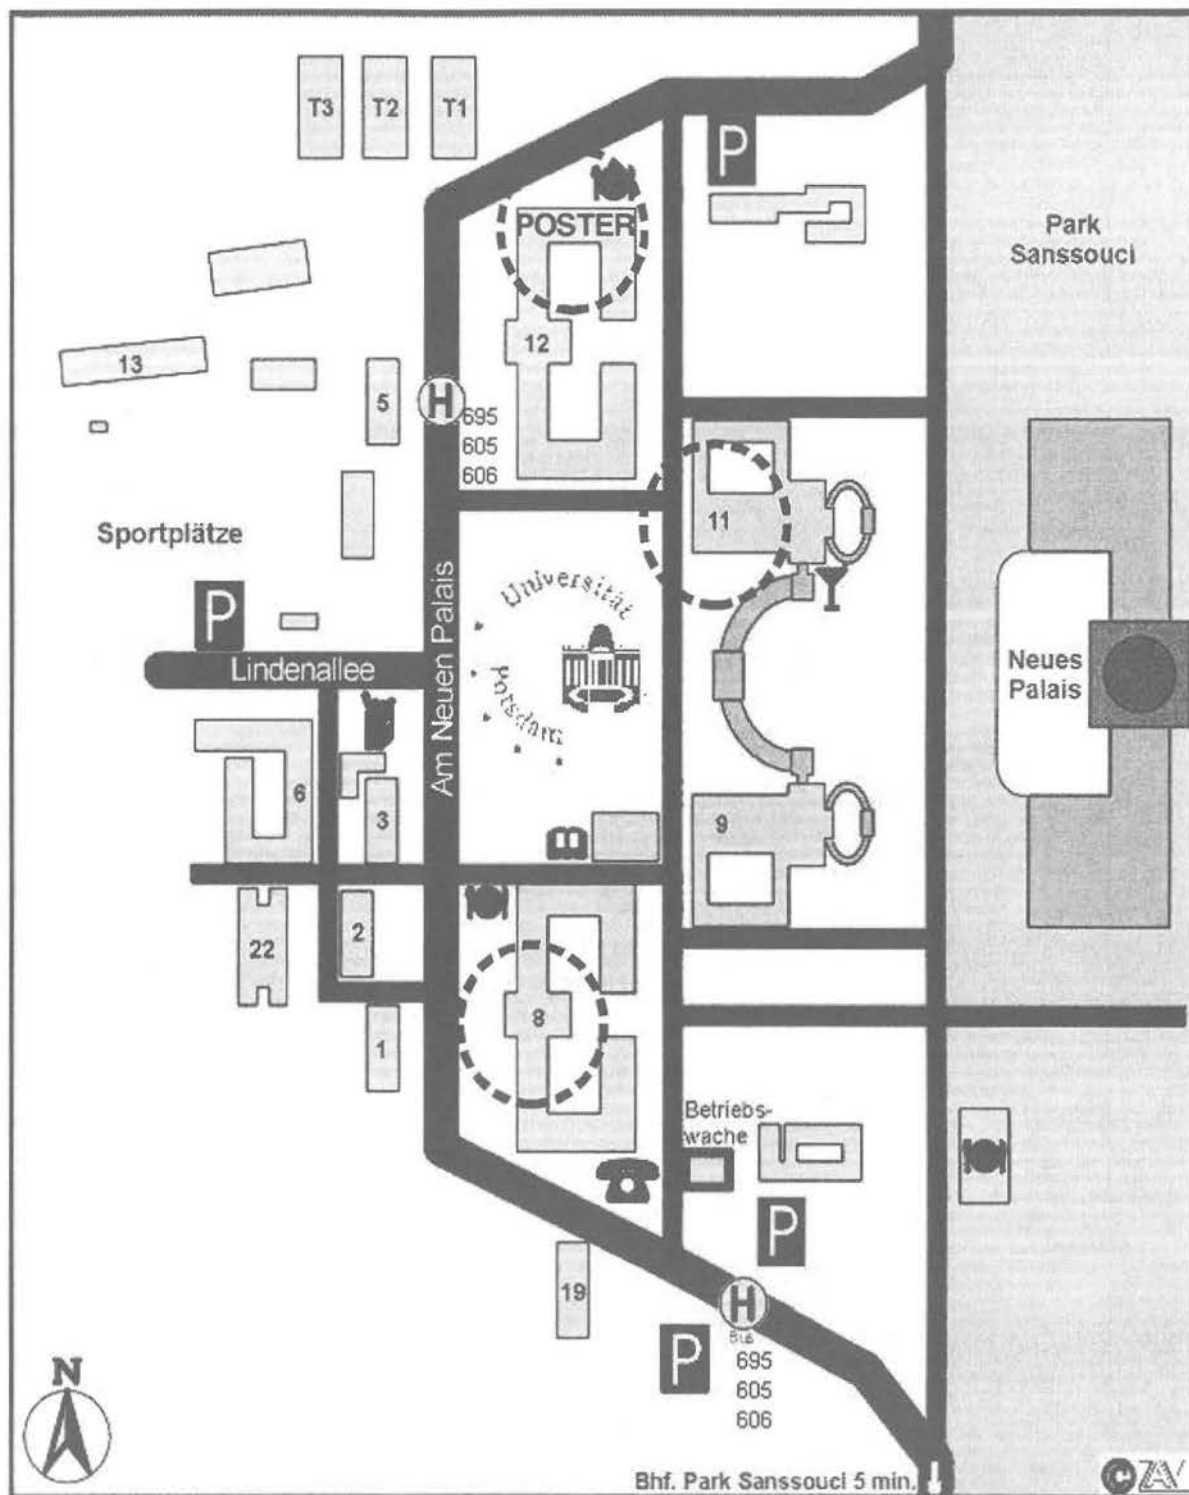 T3
T2
T1
P
POSTER
Park
Sanssouci
12
13
5
H
695
605
606
11
Sportplätze
Universität
Potsdam
P
Am Neuen Palais
Lindenallee
Neues
Palais
6
3
9
22
2
8
1
Betriebs-
wache
P
19
H
Bus
P
695
605
606
N
Bhf. Park Sanssouci 5 min.
©ZAV